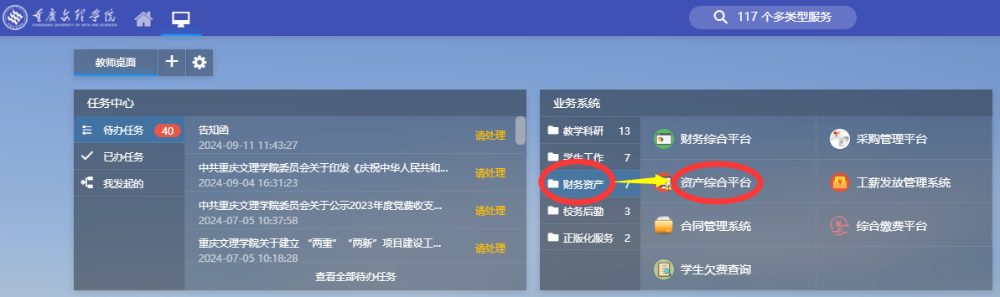 重庆文理学院
CHONGQING UNIVERSITY OF ARTS AND SCIENCES
117 个多类型服务
教师桌面
任务中心
待办任务 40
已办任务
我发起的
告知函
2024-09-11 11:43:27
请处理
中共重庆文理学院委员会关于印发《庆祝中华人民共和...
2024-09-04 16:31:23
请处理
中共重庆文理学院委员会关于公示2023年度党费收支...
2024-07-05 10:37:58
请处理
重庆文理学院关于建立“两重”“两新”项目建设工...
2024-07-05 10:18:28
请处理
查看全部待办任务
业务系统
教学科研 13
学生工作 7
财务资产 7
校务后勤 3
正版化服务 2
财务综合平台
采购管理平台
资产综合平台
工薪发放管理系统
合同管理系统
综合缴费平台
学生欠费查询